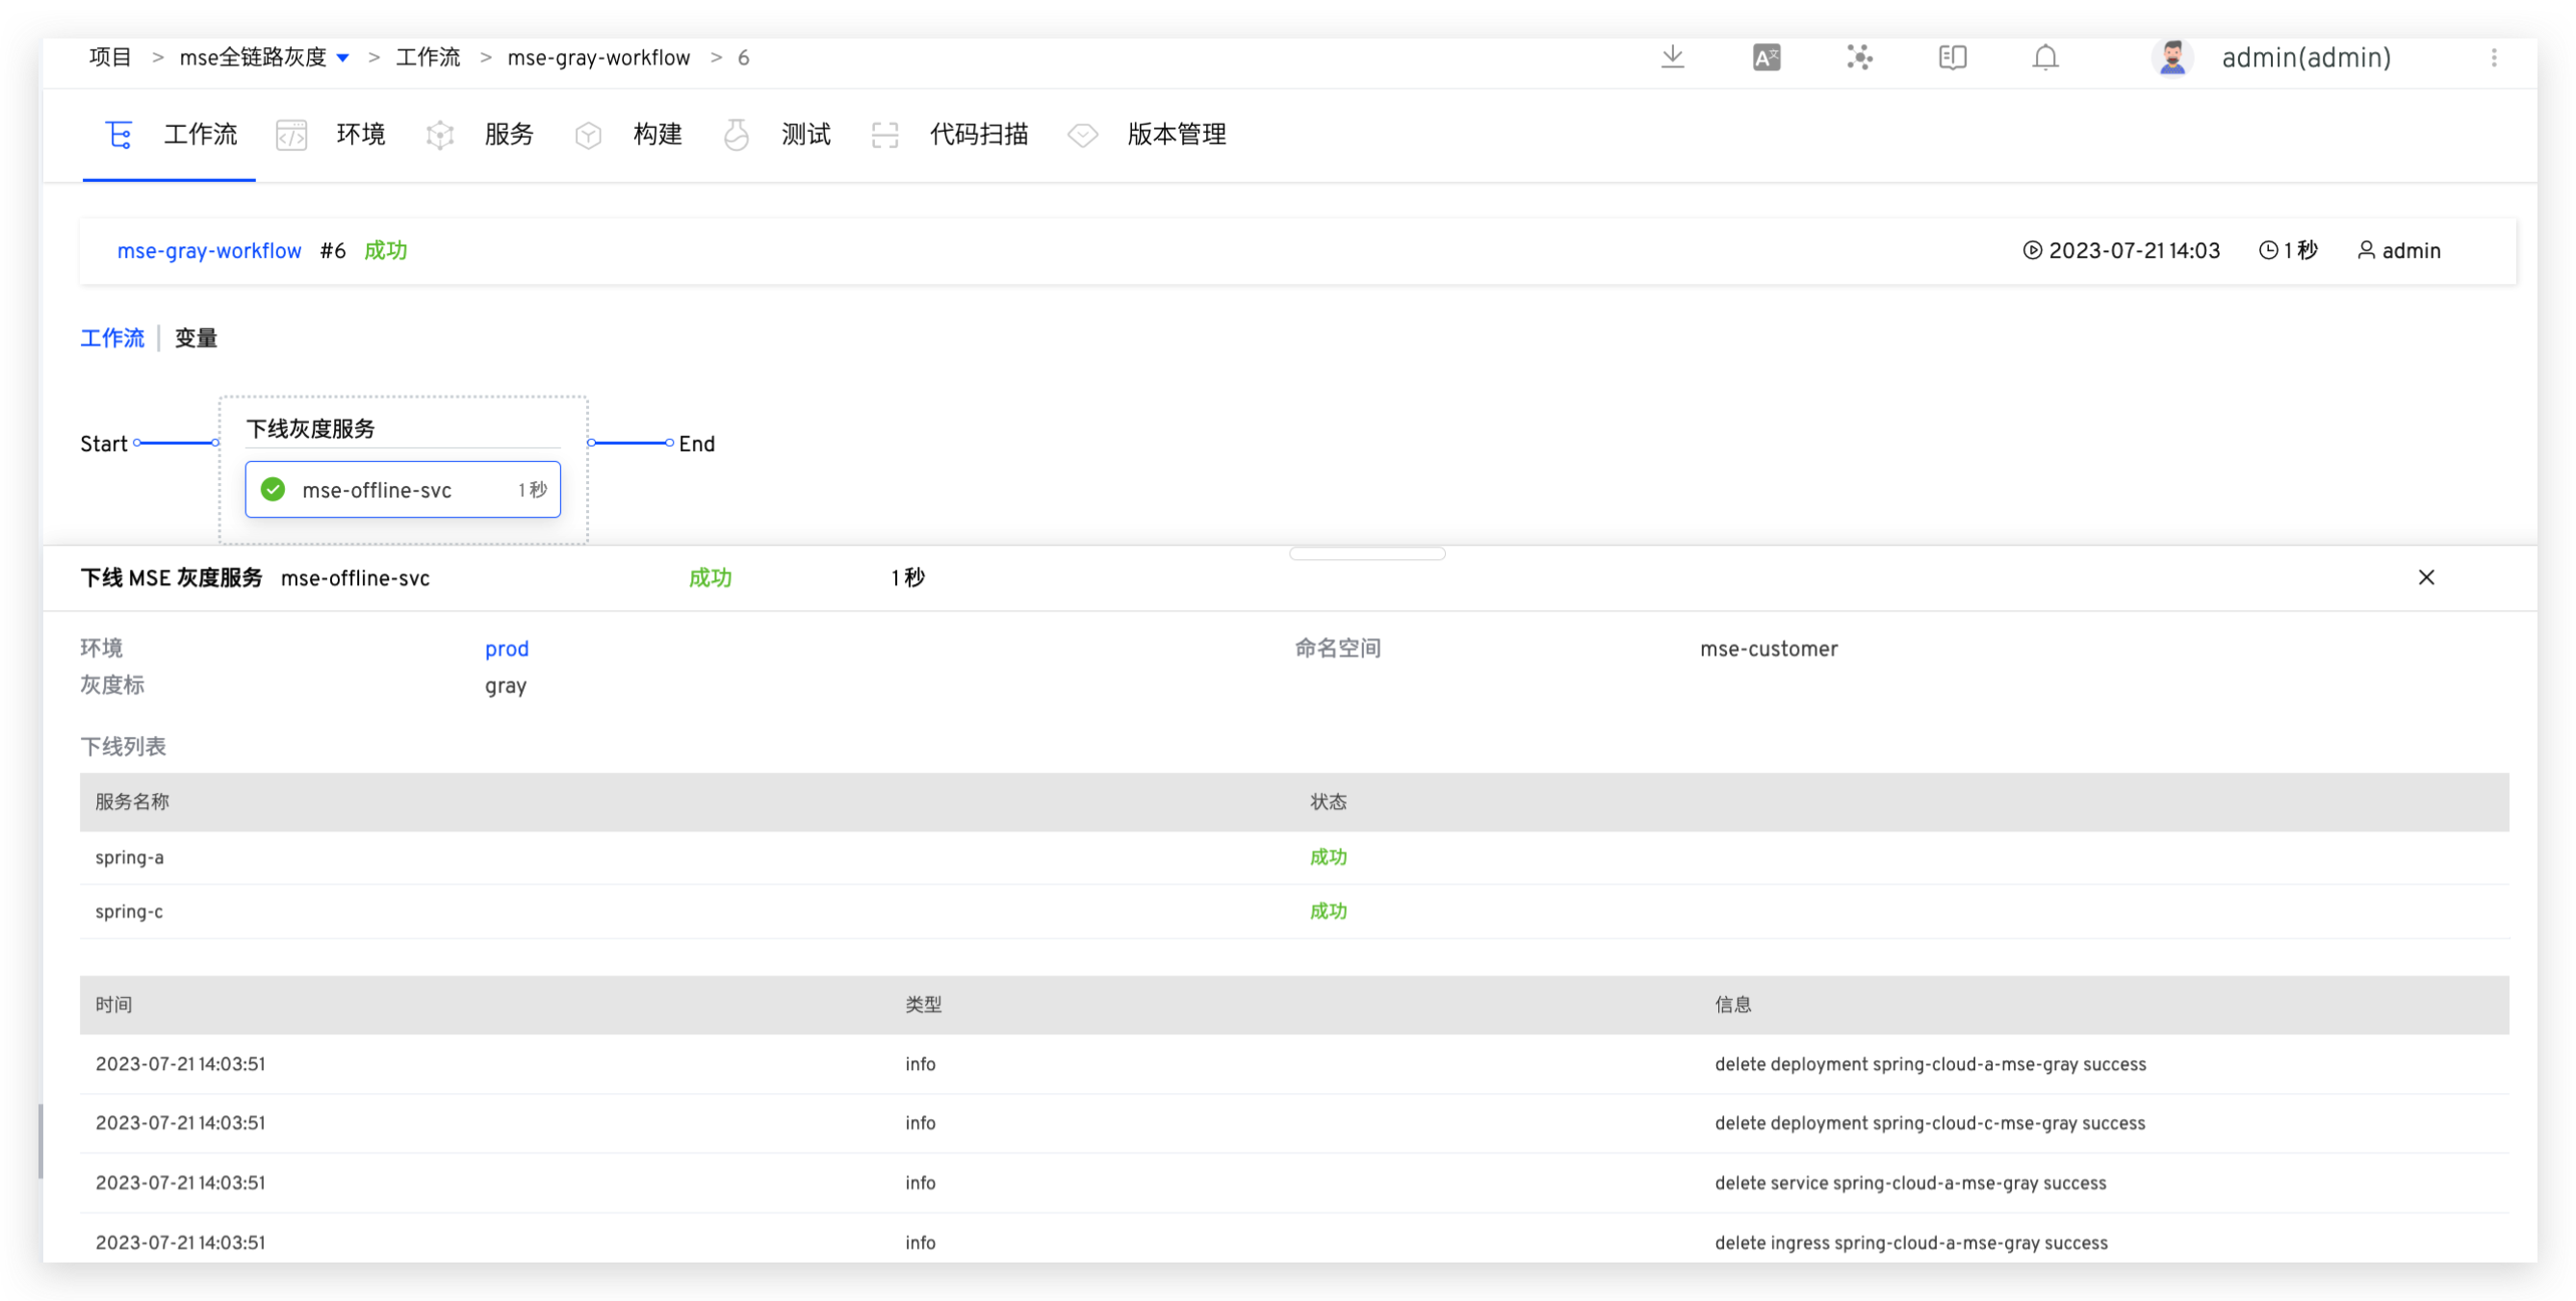 项目 > mse全链路灰度 > 工作流 > mse-gray-workflow > 6 admin(admin)
工作流 环境 服务 构建 测试 代码扫描 版本管理
mse-gray-workflow #6 成功 2023-07-21 14:03 1 秒 admin
工作流 变量
下线灰度服务
Start End
mse-offline-svc 1 秒
下线 MSE 灰度服务 mse-offline-svc 成功 1 秒
环境 prod 命名空间 mse-customer
灰度标 gray
下线列表
服务名称 状态
spring-a 成功
spring-c 成功
时间 类型 信息
2023-07-21 14:03:51 info delete deployment spring-cloud-a-mse-gray success
2023-07-21 14:03:51 info delete deployment spring-cloud-c-mse-gray success
2023-07-21 14:03:51 info delete service spring-cloud-a-mse-gray success
2023-07-21 14:03:51 info delete ingress spring-cloud-a-mse-gray success